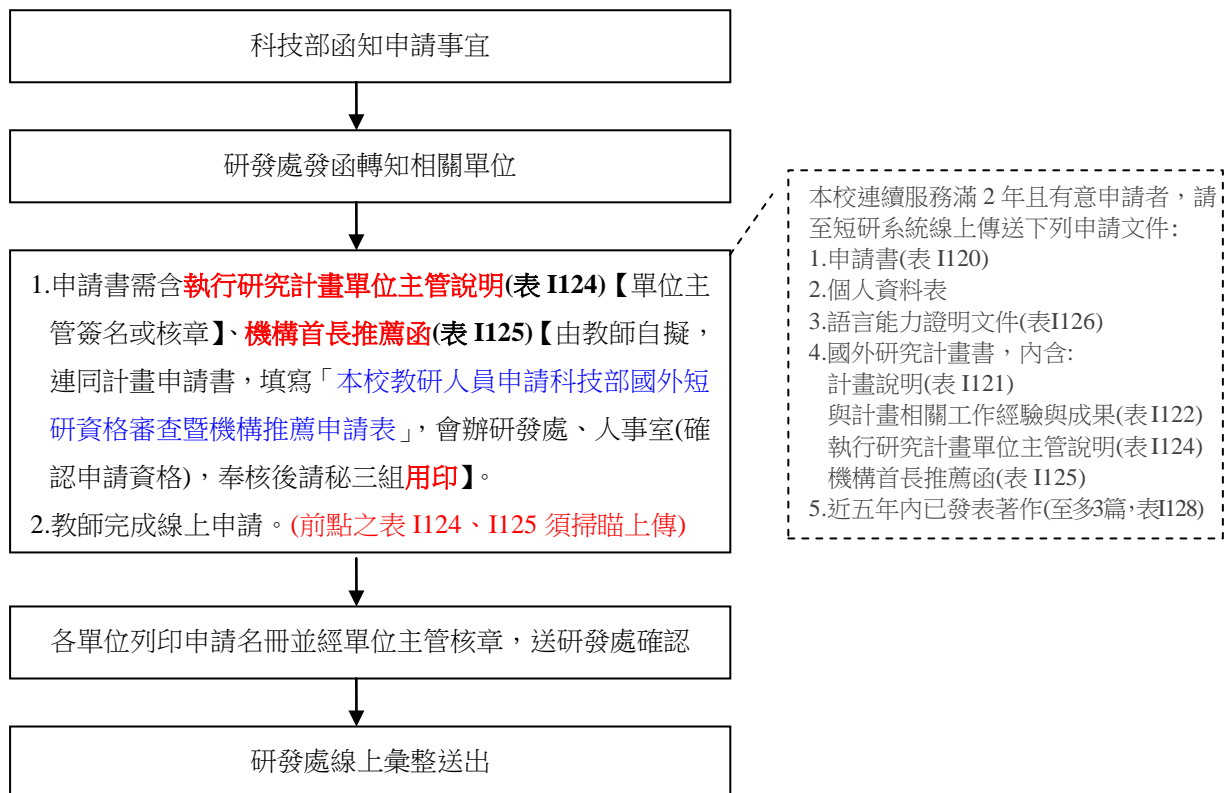 科技部函知申請事宜
研發處發函轉知相關單位
1.申請書需含執行研究計畫單位主管說明(表 I124)【單位主
管簽名或核章】、機構首長推薦函(表 I125)【由教師自擬，
連同計畫申請書，填寫「本校教研人員申請科技部國外短
研資格審查暨機構推薦申請表」，會辦研發處、人事室(確
認申請資格)，奉核後請秘三組用印】。
2.教師完成線上申請。(前點之表 I124、I125 須掃瞄上傳)
各單位列印申請名冊並經單位主管核章，送研發處確認
研發處線上彙整送出
本校連續服務滿 2 年且有意申請者，請
至短研系統線上傳送下列申請文件:
1.申請書(表 I120)
2.個人資料表
3.語言能力證明文件(表I126)
4.國外研究計畫書，內含:
計畫說明(表 I121)
與計畫相關工作經驗與成果(表 I122)
執行研究計畫單位主管說明(表 I124)
機構首長推薦函(表 I125)
5.近五年內已發表著作(至多3篇，表I128)